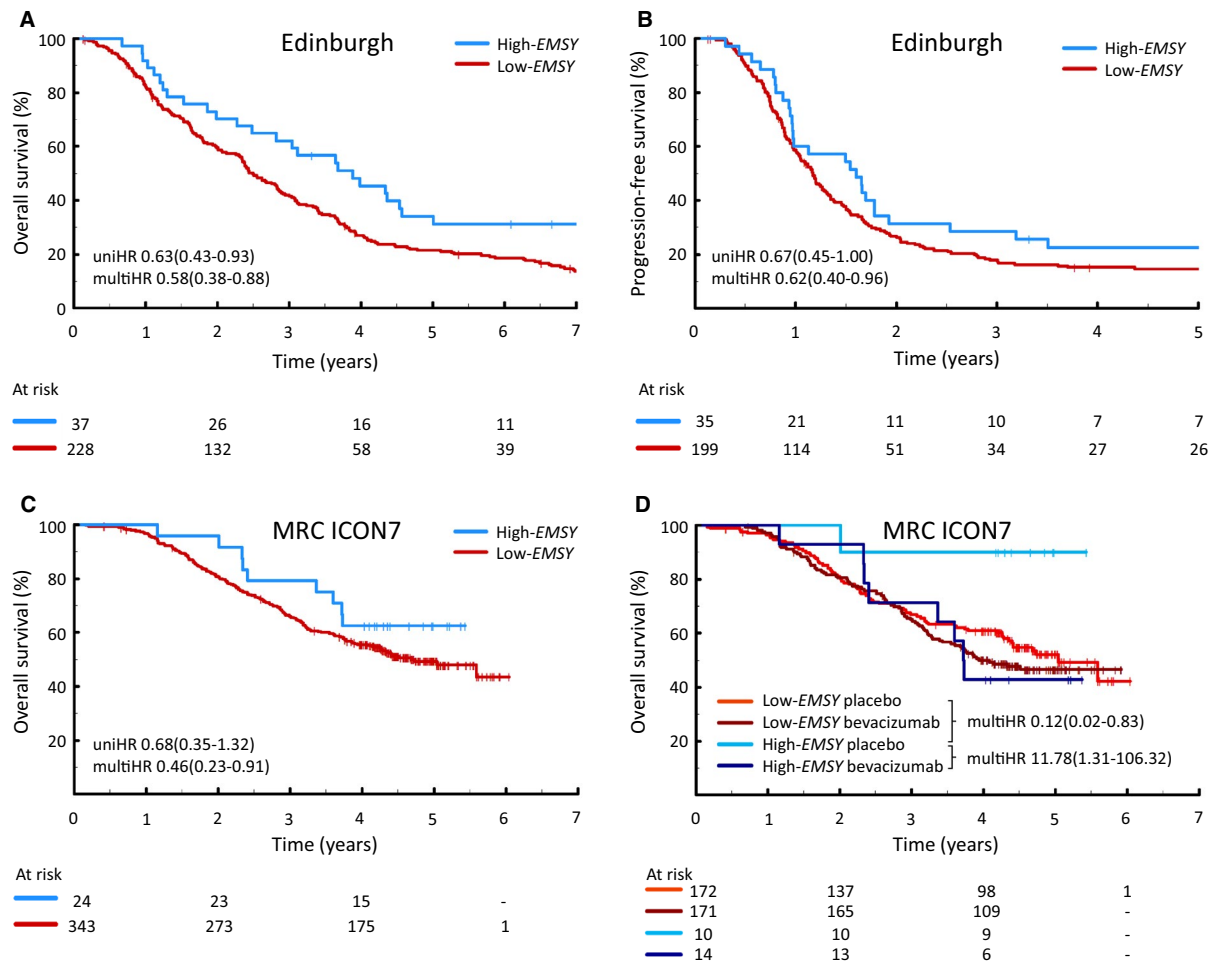 A
Edinburgh
High-EMSY
Low-EMSY
Overall survival (%)
100
80
60
40
20
0
uniHR 0.63(0.43-0.93)
multiHR 0.58(0.38-0.88)
0 1 2 3 4 5 6 7
Time (years)
At risk
37 26 16 11
228 132 58 39
B
Edinburgh
High-EMSY
Low-EMSY
Progression-free survival (%)
100
80
60
40
20
uniHR 0.67(0.45-1.00)
multiHR 0.62(0.40-0.96)
0 1 2 3 4 5
Time (years)
At risk
35 21 11 10 7 7
199 114 51 34 27 26
C
MRC ICON7
High-EMSY
Low-EMSY
Overall survival (%)
100
80
60
40
20
uniHR 0.68(0.35-1.32)
multiHR 0.46(0.23-0.91)
0 1 2 3 4 5 6 7
Time (years)
At risk
24 23 15 -
343 273 175 1
D
MRC ICON7
Overall survival (%)
100
80
60
40
20
Low-EMSY placebo
Low-EMSY bevacizumab
High-EMSY placebo
High-EMSY bevacizumab
multiHR 0.12(0.02-0.83)
multiHR 11.78(1.31-106.32)
0 1 2 3 4 5 6 7
Time (years)
At risk
172 137 98 1
171 165 109 -
10 10 9 -
14 13 6 -